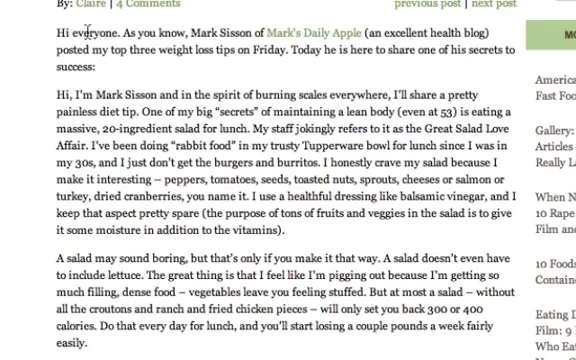 By: Claire | 4 Comments
previous post | next post
Hi everyone. As you know, Mark Sisson of Mark's Daily Apple (an excellent health blog)
posted my top three weight loss tips on Friday. Today he is here to share one of his secrets to
success:
Hi, I'm Mark Sisson and in the spirit of burning scales everywhere, I'll share a pretty
painless diet tip. One of my big “secrets” of maintaining a lean body (even at 53) is eating a
massive, 20-ingredient salad for lunch. My staff jokingly refers to it as the Great Salad Love
Affair. I've been doing “rabbit food” in my trusty Tupperware bowl for lunch since I was in
my 30s, and I just don't get the burgers and burritos. I honestly crave my salad because I
make it interesting – peppers, tomatoes, seeds, toasted nuts, sprouts, cheeses or salmon or
turkey, dried cranberries, you name it. I use a healthful dressing like balsamic vinegar, and I
keep that aspect pretty spare (the purpose of tons of fruits and veggies in the salad is to give
it some moisture in addition to the vitamins).
A salad may sound boring, but that's only if you make it that way. A salad doesn't even have
to include lettuce. The great thing is that I feel like I'm pigging out because I'm getting so
much filling, dense food – vegetables leave you feeling stuffed. But at most a salad – without
all the croutons and ranch and fried chicken pieces – will only set you back 300 or 400
calories. Do that every day for lunch, and you'll start losing a couple pounds a week fairly
easily.
MO
America
Fast Foo
Gallery:
Articles
Really L
When N
10 Rape
Film and
10 Foods
Contain
Eating D
Film: 9
Who Eat